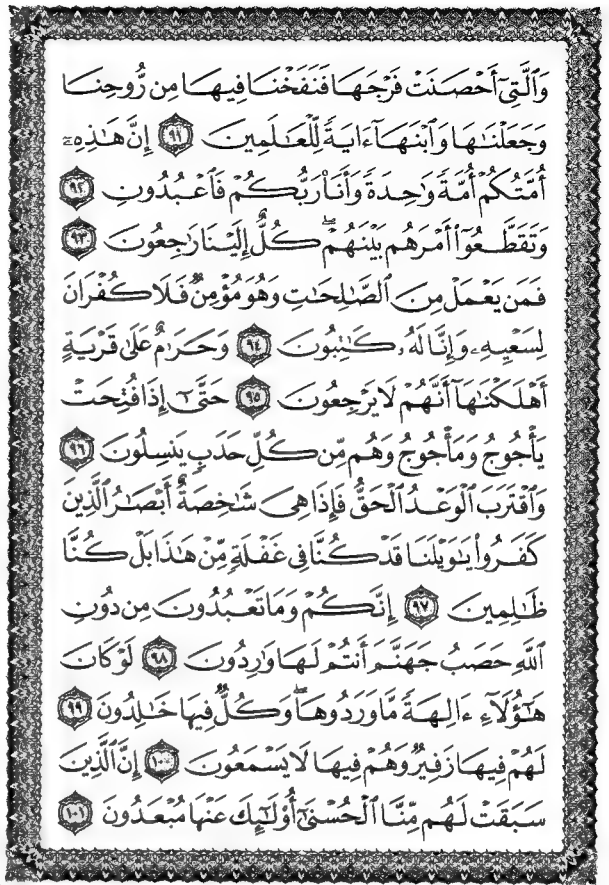 وَٱلَّتِىٓ أَحْصَنَتْ فَرْجَهَا فَنَفَخْنَا فِيهَا مِن رُّوحِنَا
وَجَعَلْنَٰهَا وَٱبْنَهَآ ءَايَةً لِّلْعَٰلَمِينَ ٩١ إِنَّ هَٰذِهِۦٓ
أُمَّتُكُمْ أُمَّةً وَٰحِدَةً وَأَنَا۠ رَبُّكُمْ فَٱعْبُدُونِ ٩٢
وَتَقَطَّعُوٓا۟ أَمْرَهُم بَيْنَهُمْ ۖ كُلٌّ إِلَيْنَا رَٰجِعُونَ ٩٣
فَمَن يَعْمَلْ مِنَ ٱلصَّٰلِحَٰتِ وَهُوَ مُؤْمِنٌ فَلَا كُفْرَانَ
لِسَعْيِهِۦ وَإِنَّا لَهُۥ كَٰتِبُونَ ٩٤ وَحَرَٰمٌ عَلَىٰ قَرْيَةٍ
أَهْلَكْنَٰهَآ أَنَّهُمْ لَا يَرْجِعُونَ ٩٥ حَتَّىٰٓ إِذَا فُتِحَتْ
يَأْجُوجُ وَمَأْجُوجُ وَهُم مِّن كُلِّ حَدَبٍ يَنسِلُونَ ٩٦
وَٱقْتَرَبَ ٱلْوَعْدُ ٱلْحَقُّ فَإِذَا هِىَ شَٰخِصَةٌ أَبْصَٰرُ ٱلَّذِينَ
كَفَرُوا۟ يَٰوَيْلَنَا قَدْ كُنَّا فِى غَفْلَةٍ مِّنْ هَٰذَا بَلْ كُنَّا
ظَٰلِمِينَ ٩٧ إِنَّكُمْ وَمَا تَعْبُدُونَ مِن دُونِ
ٱللَّهِ حَصَبُ جَهَنَّمَ أَنتُمْ لَهَا وَٰرِدُونَ ٩٨ لَوْ كَانَ
هَٰٓؤُلَآءِ ءَالِهَةً مَّا وَرَدُوهَا ۖ وَكُلٌّ فِيهَا خَٰلِدُونَ ٩٩
لَهُمْ فِيهَا زَفِيرٌ وَهُمْ فِيهَا لَا يَسْمَعُونَ ١٠٠ إِنَّ ٱلَّذِينَ
سَبَقَتْ لَهُم مِّنَّا ٱلْحُسْنَىٰٓ أُو۟لَٰٓئِكَ عَنْهَا مُبْعَدُونَ ١٠١